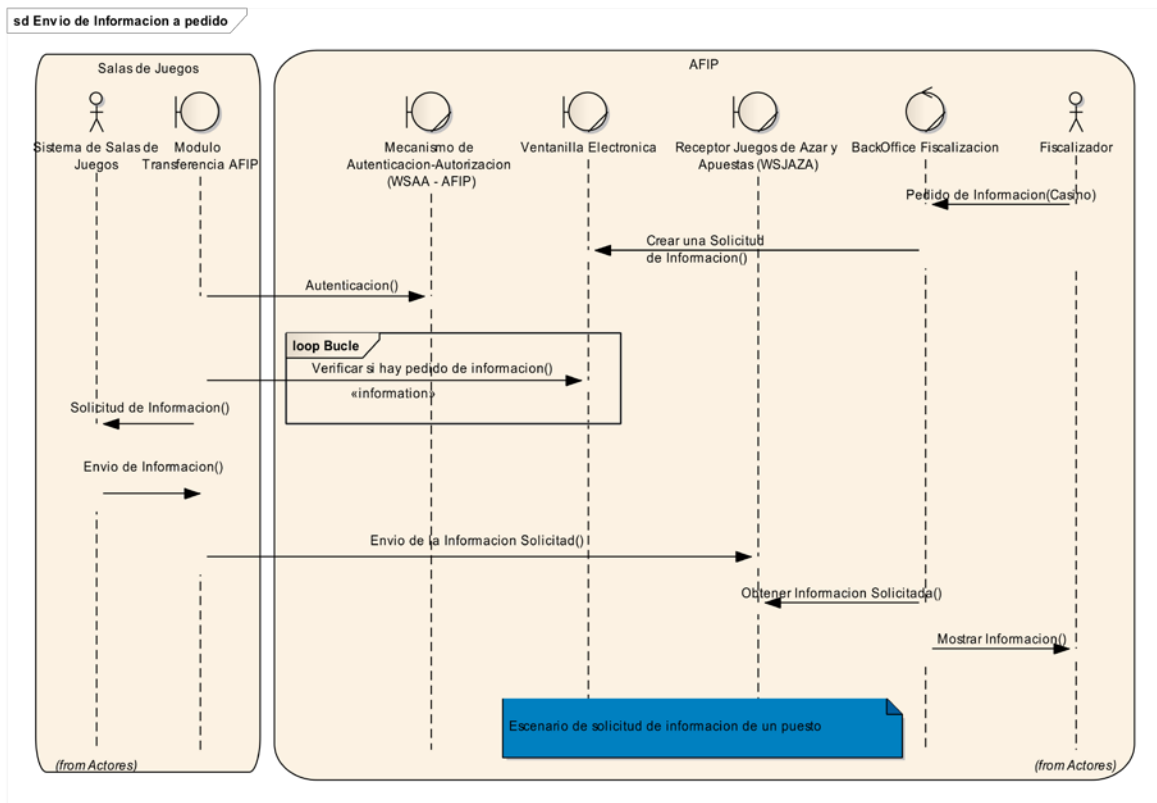 sd Envio de Informacion a pedido
Salas de Juegos
AFIP
Sistema de Salas de
Juegos
Modulo
Transferencia AFIP
Mecanismo de
Autenticacion-Autorizacion
(WSAA - AFIP)
Ventanilla Electronica
Receptor Juegos de Azar y
Apuestas (WSJAZA)
BackOffice Fiscalizacion
Fiscalizador
Pedido de Informacion(Casino)
Crear una Solicitud
de Informacion()
Autenticacion()
loop Bucle
Verificar si hay pedido de informacion()
«information»
Solicitud de Informacion()
Envio de Informacion()
Envio de la Informacion Solicitad()
Obtener Informacion Solicitada()
Mostrar Informacion()
Escenario de solicitud de informacion de un puesto
(from Actores)
(from Actores)